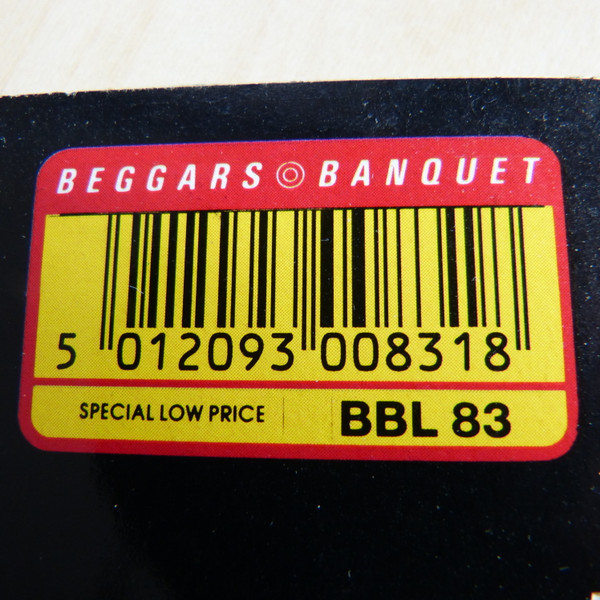 BEGGARS BANQUET
5 012093 008318
SPECIAL LOW PRICE BBL 83